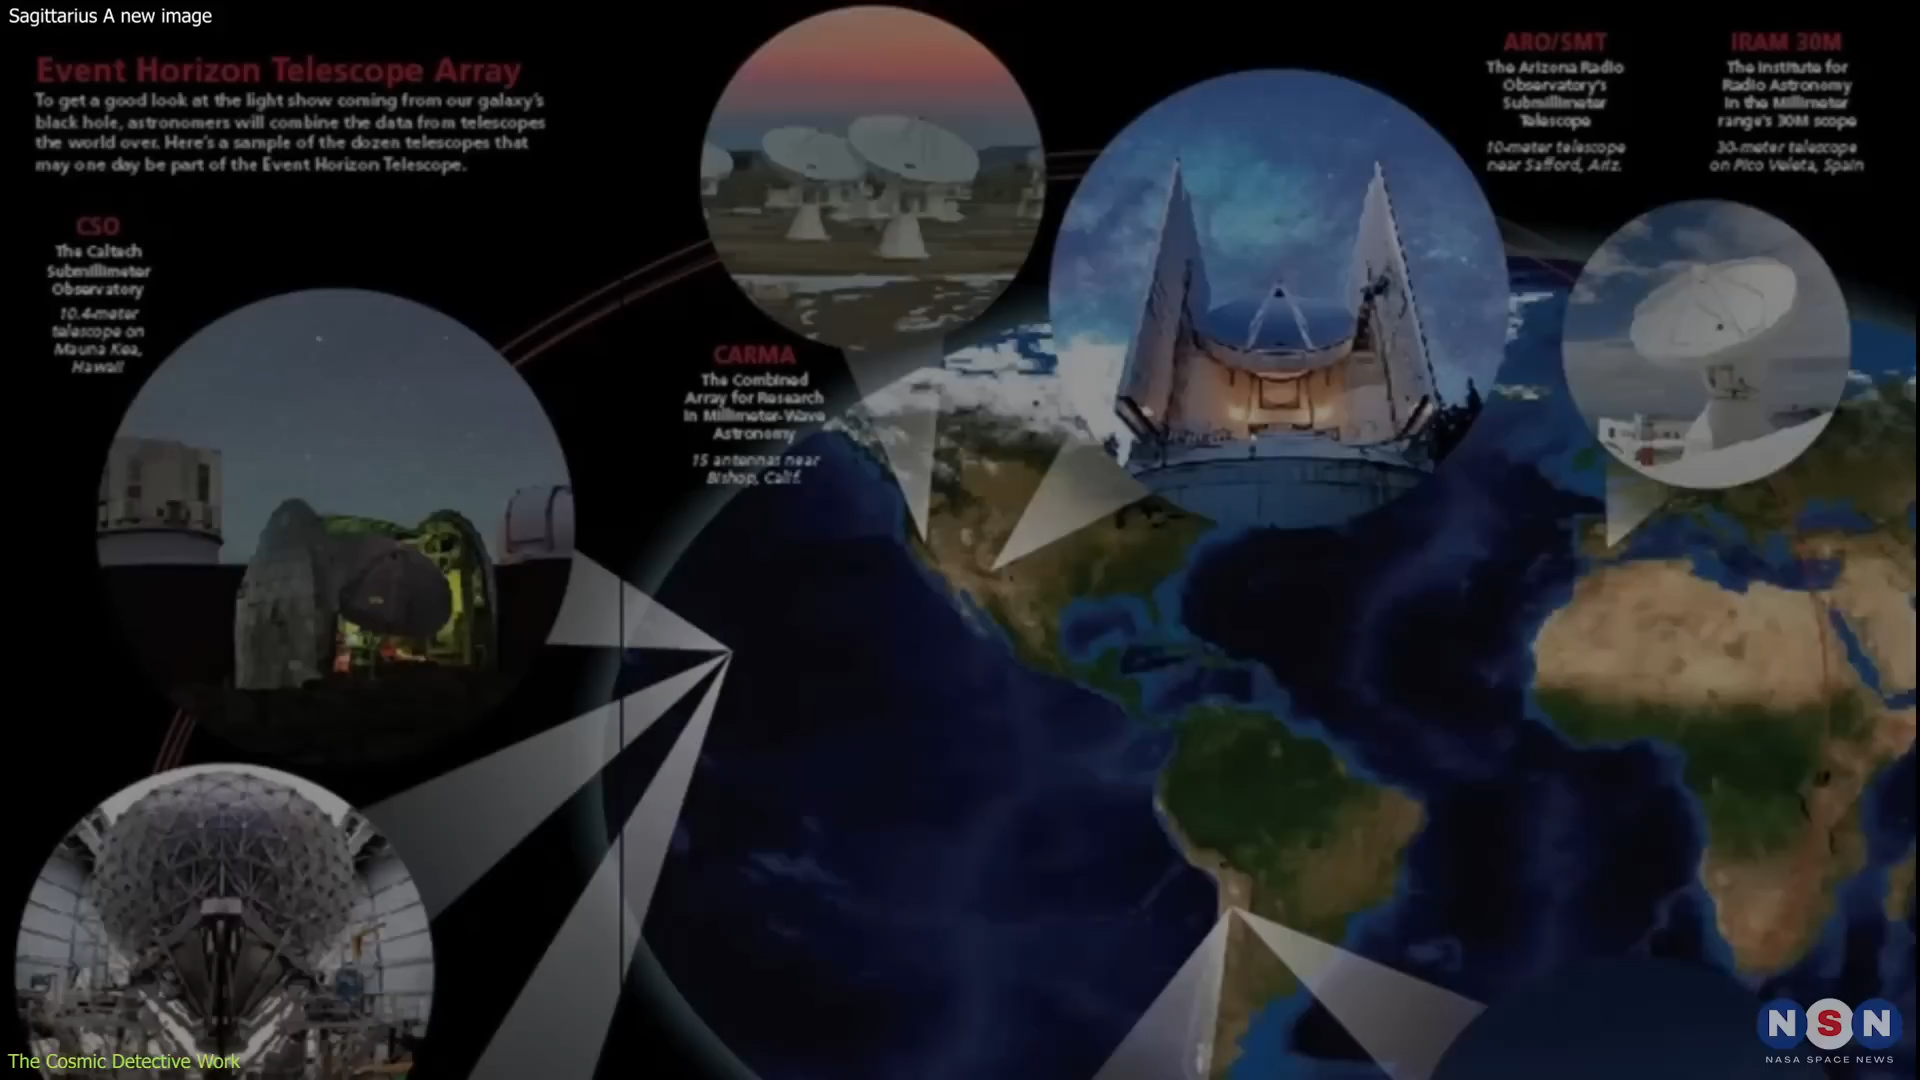 Sagittarius A new image
Event Horizon Telescope Array
To get a good look at the light show coming from our galaxy's
black hole, astronomers will combine the data from telescopes
the world over. Here's a sample of the dozen telescopes that
may one day be part of the Event Horizon Telescope.
CSO
The Caltech
Submillimeter
Observatory
10.4-meter
telescope on
Mauna Kea,
Hawaii
CARMA
The Combined
Array for Research
in Millimeter-Wave
Astronomy
15 antennas near
Bishop, Calif.
ARO/SMT
The Arizona Radio
Observatory's
Submillimeter
Telescope
10-meter telescope
near Safford, Ariz.
IRAM 30M
The Institute for
Radio Astronomy
in the Millimeter
range's 30M scope
30-meter telescope
on Pico Veleta, Spain
The Cosmic Detective Work
NSN
NASA SPACE NEWS